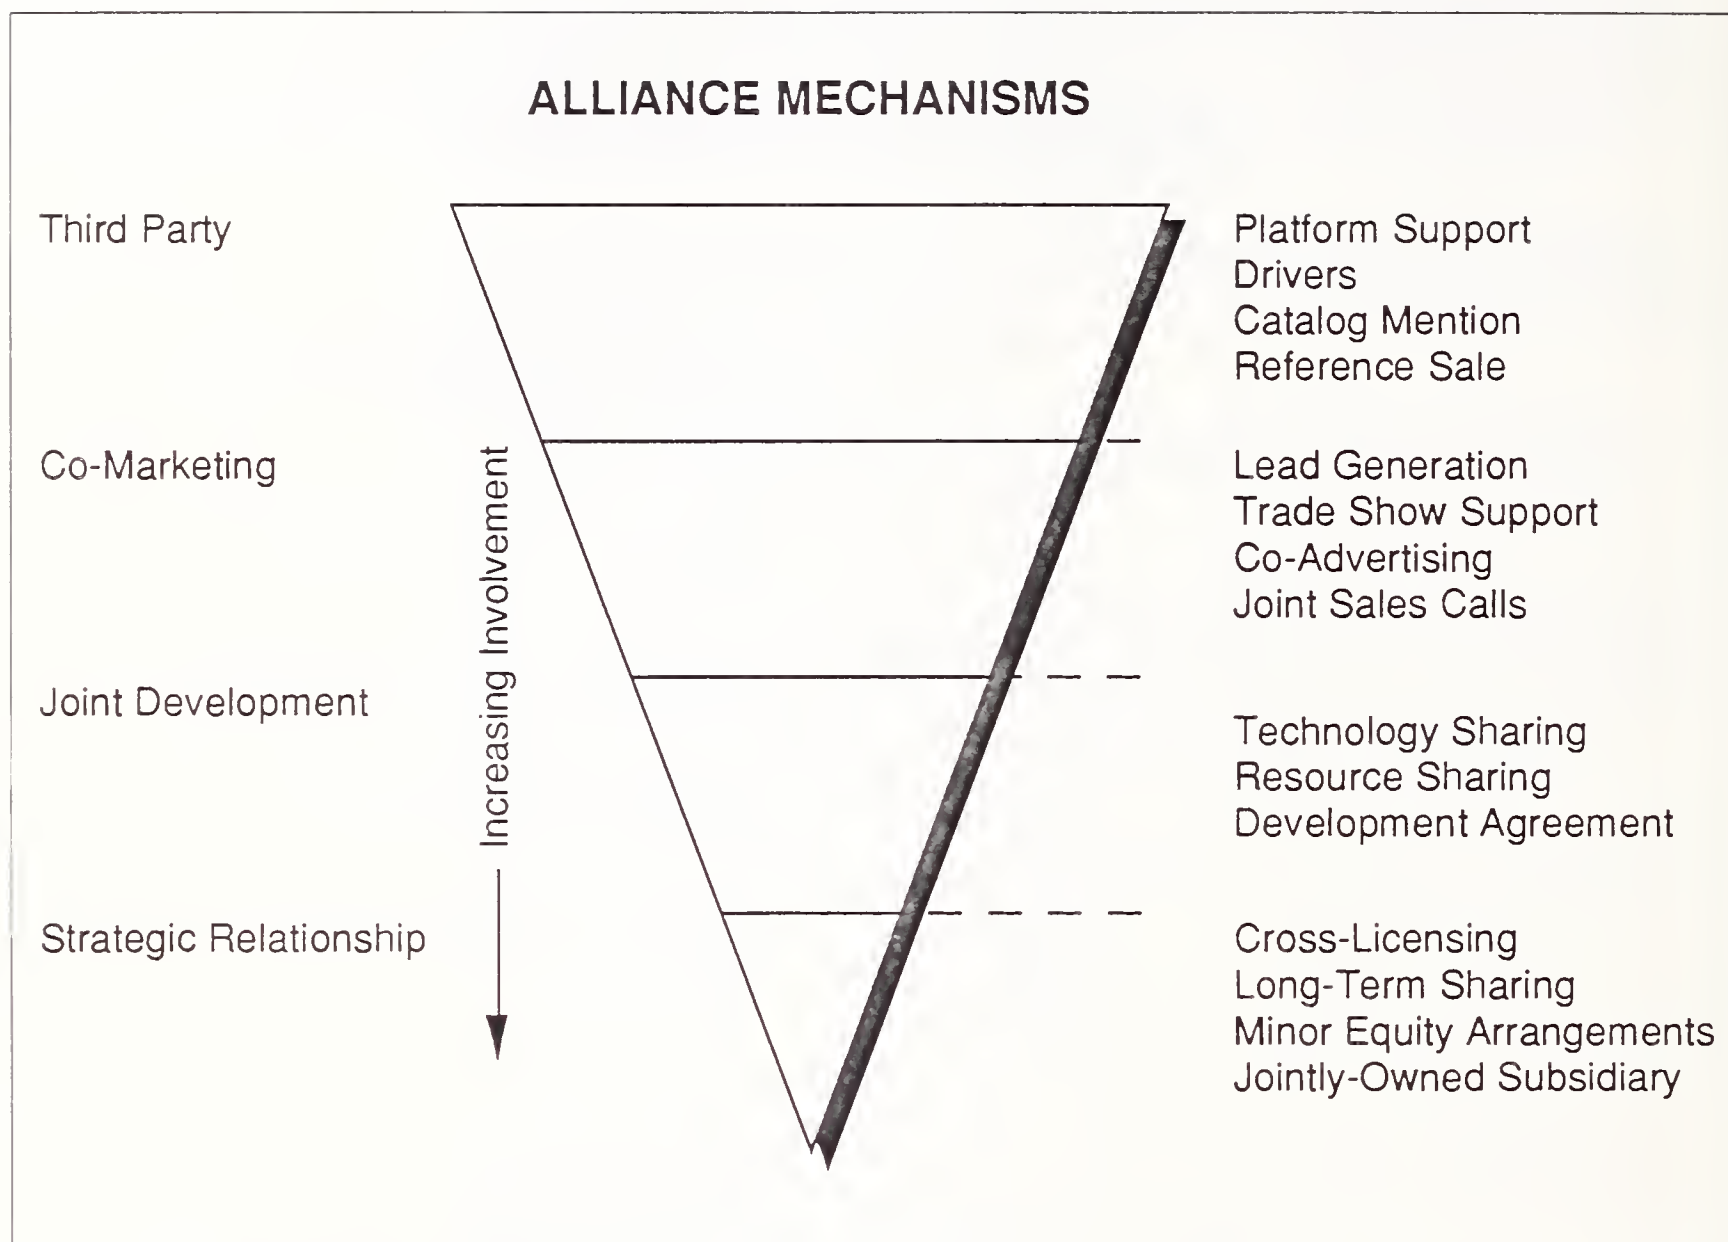 ALLIANCE MECHANISMS
Third Party
Platform Support
Drivers
Catalog Mention
Reference Sale
Co-Marketing
Lead Generation
Trade Show Support
Co-Advertising
Joint Sales Calls
Increasing Involvement
Joint Development
Technology Sharing
Resource Sharing
Development Agreement
Strategic Relationship
Cross-Licensing
Long-Term Sharing
Minor Equity Arrangements
Jointly-Owned Subsidiary